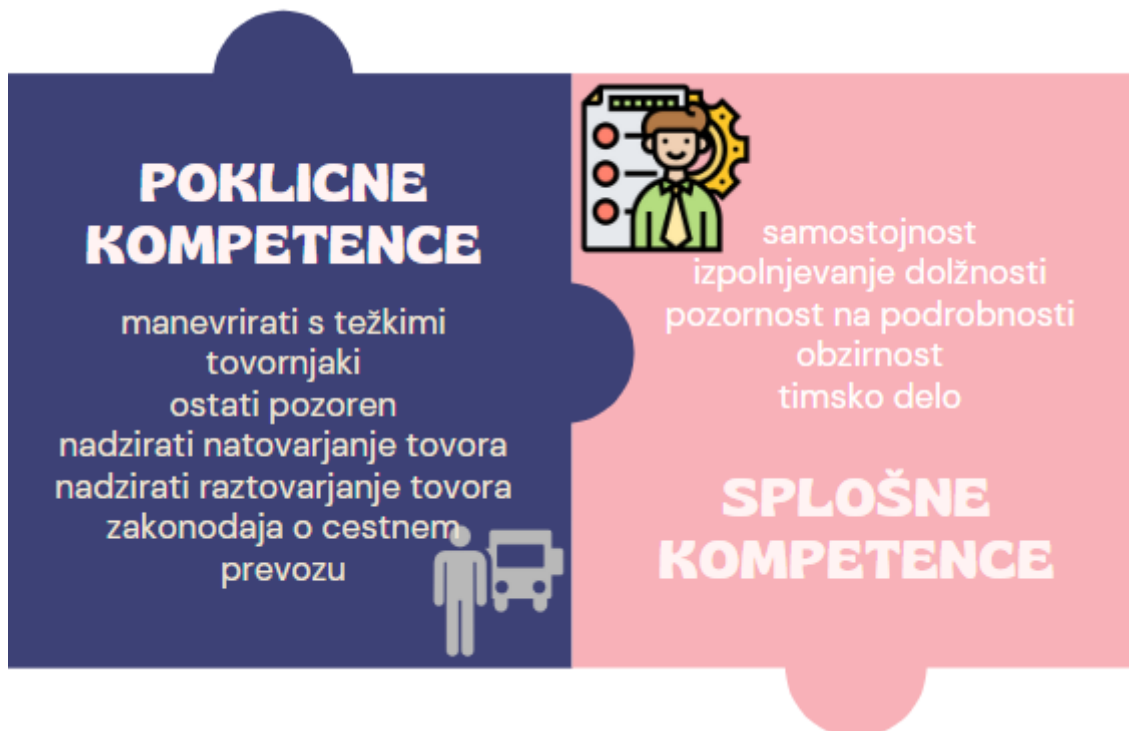 POKLICNE
KOMPETENCE
manevrirati s težkimi
tovornjaki
ostati pozoren
nadzirati natovarjanje tovora
nadzirati raztovarjanje tovora
zakonodaja o cestnem
prevozu
samostojnost
izpolnjevanje dolžnosti
pozornost na podrobnosti
obzirnost
timsko delo
SPLOŠNE
KOMPETENCE